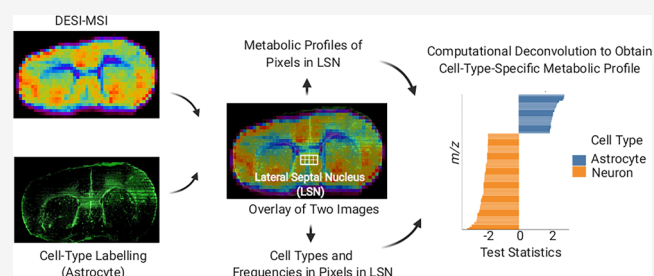 DESI-MSI
Cell-Type Labelling
(Astrocyte)
Metabolic Profiles of
Pixels in LSN
Lateral Septal Nucleus
(LSN)
Overlay of Two Images
Cell Types and
Frequencies in Pixels in LSN
Computational Deconvolution to Obtain
Cell-Type-Specific Metabolic Profile
m/z
Cell Type
Astrocyte
Neuron
-2 0 2
Test Statistics